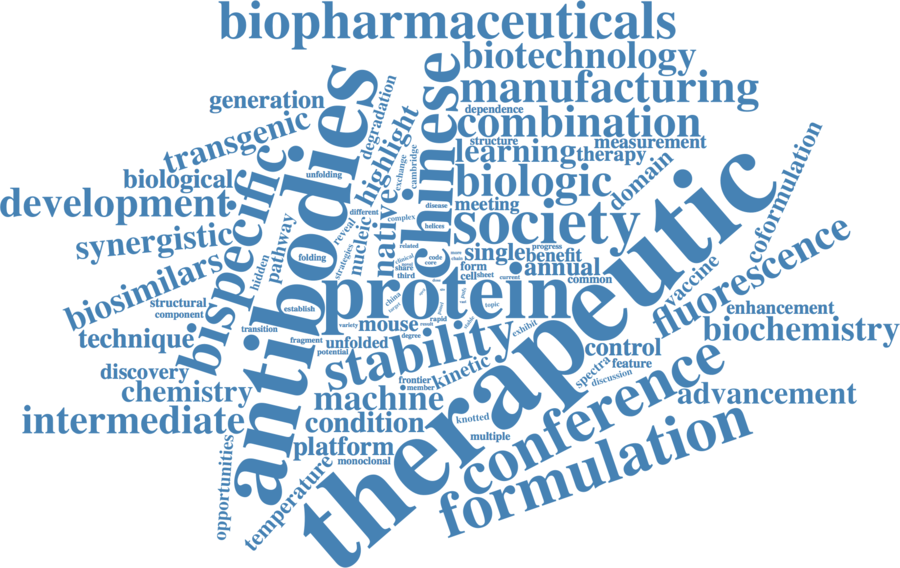 biopharmaceuticals
biotechnology
manufacturing
generation
degradation
dependence
combination
transgenic
antibodies
chinese
highlight
structure
measurement
learning
therapy
exchange
cambridge
biological
unfolding
biologic
domain
coformulation
development
bispecific
native
disease
meeting
therapeutic
different
complex
society
synergistic
pathway
reveal
nucleic
helices
related
single
progress
benefit
hidden
folding
strategies
clinical
code
core
chain
form
annual
vaccine
fluorescence
biosimilars
share
third
cell
sheet
current
common
structural
component
establish
protein
china
target
topic
enhancement
technique
transition
variety
mouse
rapid
result
stable
exhibit
biochemistry
fragment
unfolded
degree
stability
control
discovery
potential
kinetic
feature
spectra
discussion
chemistry
frontier
member
machine
conference
advancement
intermediate
condition
knotted
multiple
formulation
platform
monoclonal
opportunities
temperature